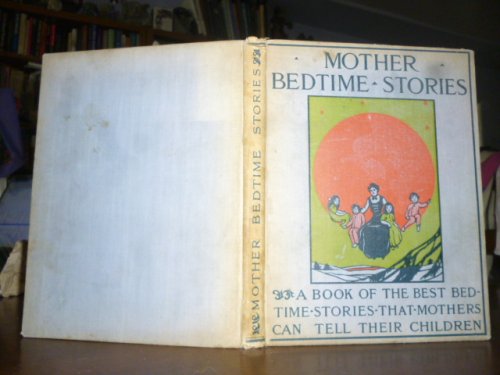 MOTHER BEDTIME STORIES
MOTHER
BEDTIME · STORIES
A BOOK OF THE BEST BED-
TIME · STORIES · THAT · MOTHERS
CAN TELL THEIR CHILDREN